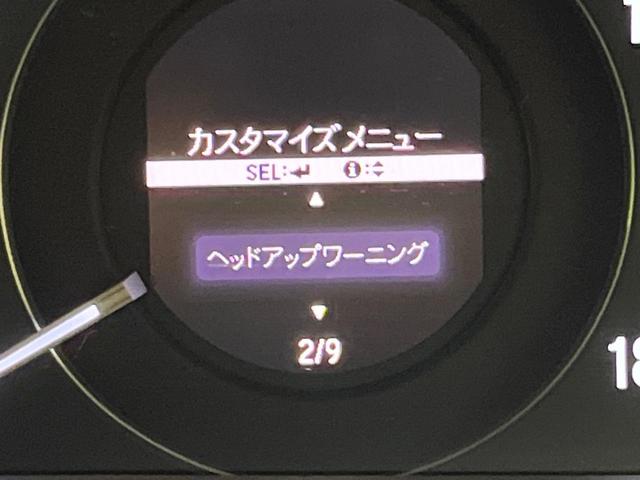 カスタマイズメニュー
SEL:↵ i:
ヘッドアップワーニング
2/9
18